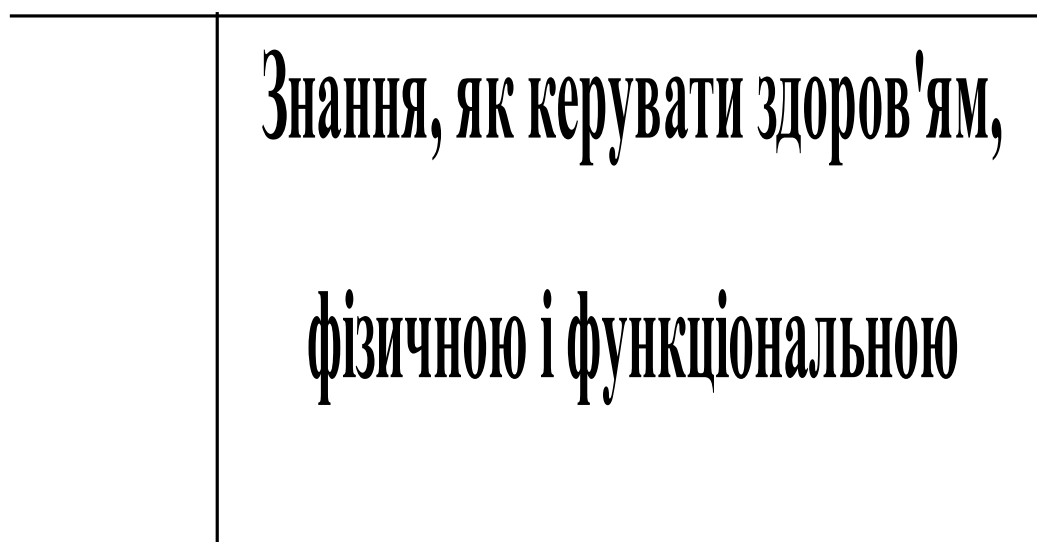 Знання, як керувати здоров'ям,
фізичною і функціональною